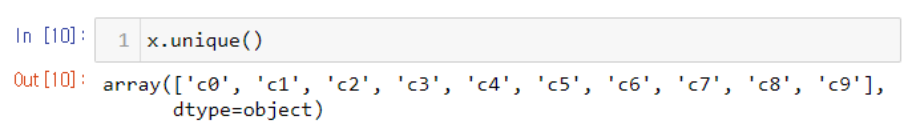 In [10]: 1 x.unique()
Out[10]: array(['c0', 'c1', 'c2', 'c3', 'c4', 'c5', 'c6', 'c7', 'c8', 'c9'],
dtype=object)